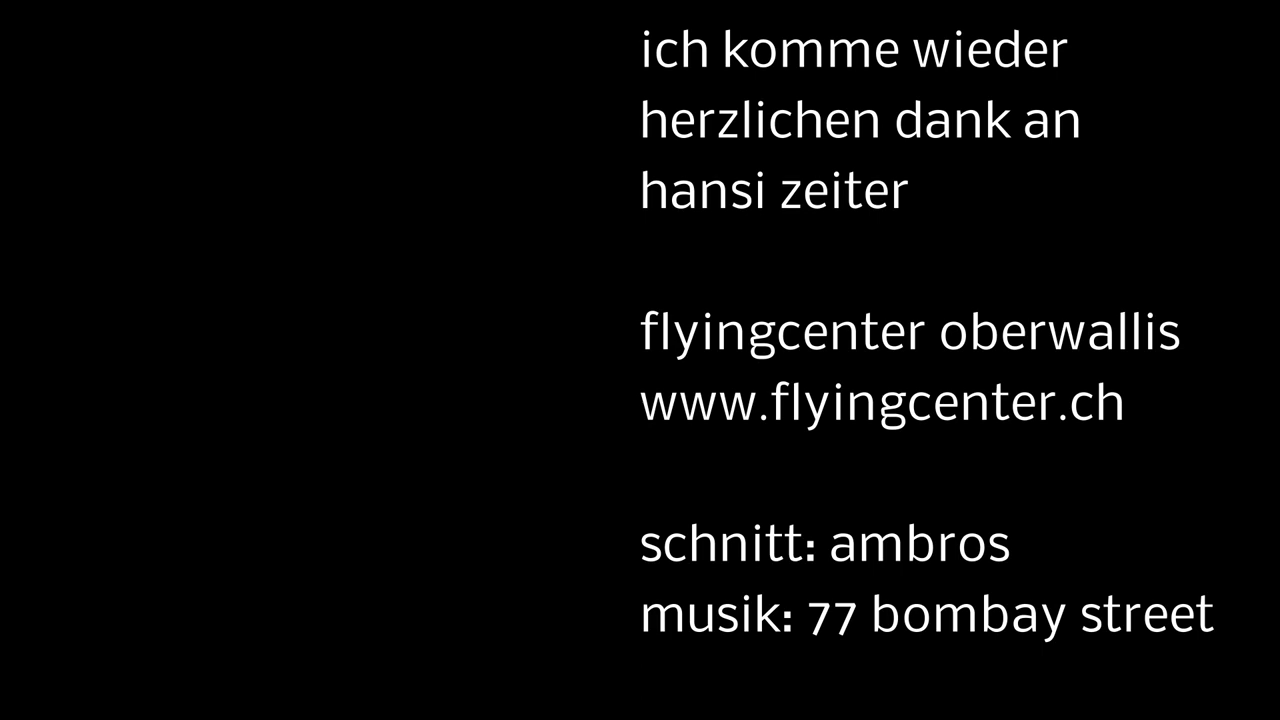 ich komme wieder
herzlichen dank an
hansi zeiter
flyingcenter oberwallis
www.flyingcenter.ch
schnitt: ambros
musik: 77 bombay street